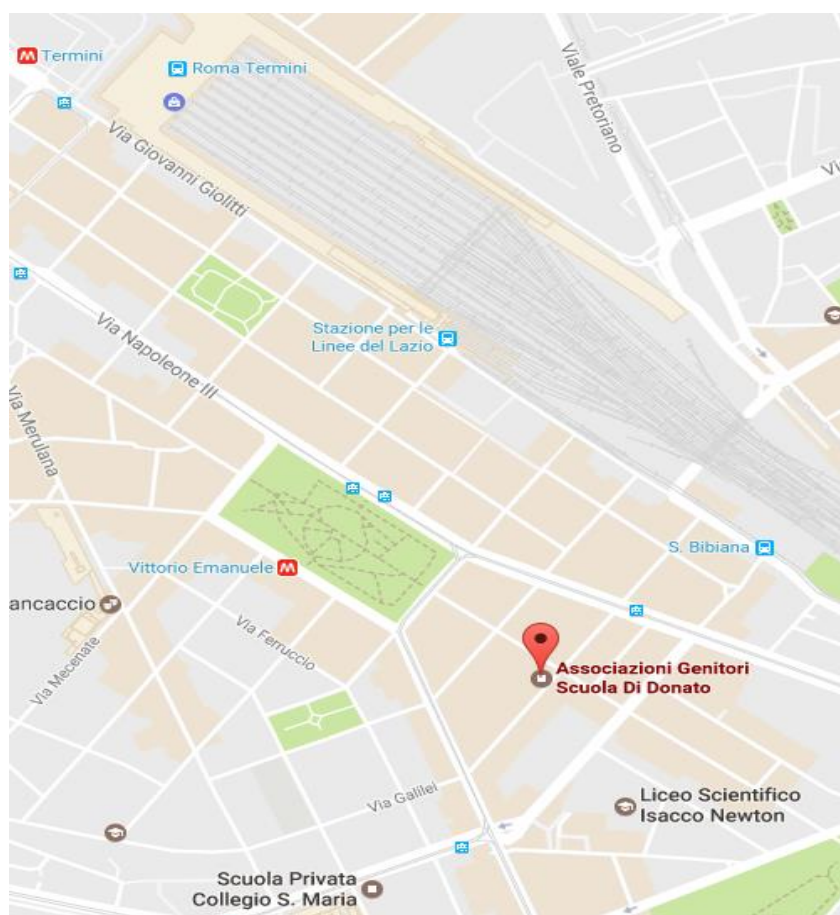 Termini
Roma Termini
Viale Pretoriano
Via Giovanni Giolitti
Stazione per le
Linee del Lazio
Via Napoleone III
Via Merulana
S. Bibiana
Vittorio Emanuele
ancaccio
Via Ferruccio
Via Mecenate
Associazioni Genitori
Scuola Di Donato
Via Galilei
Liceo Scientifico
Isacco Newton
Scuola Privata
Collegio S. Maria